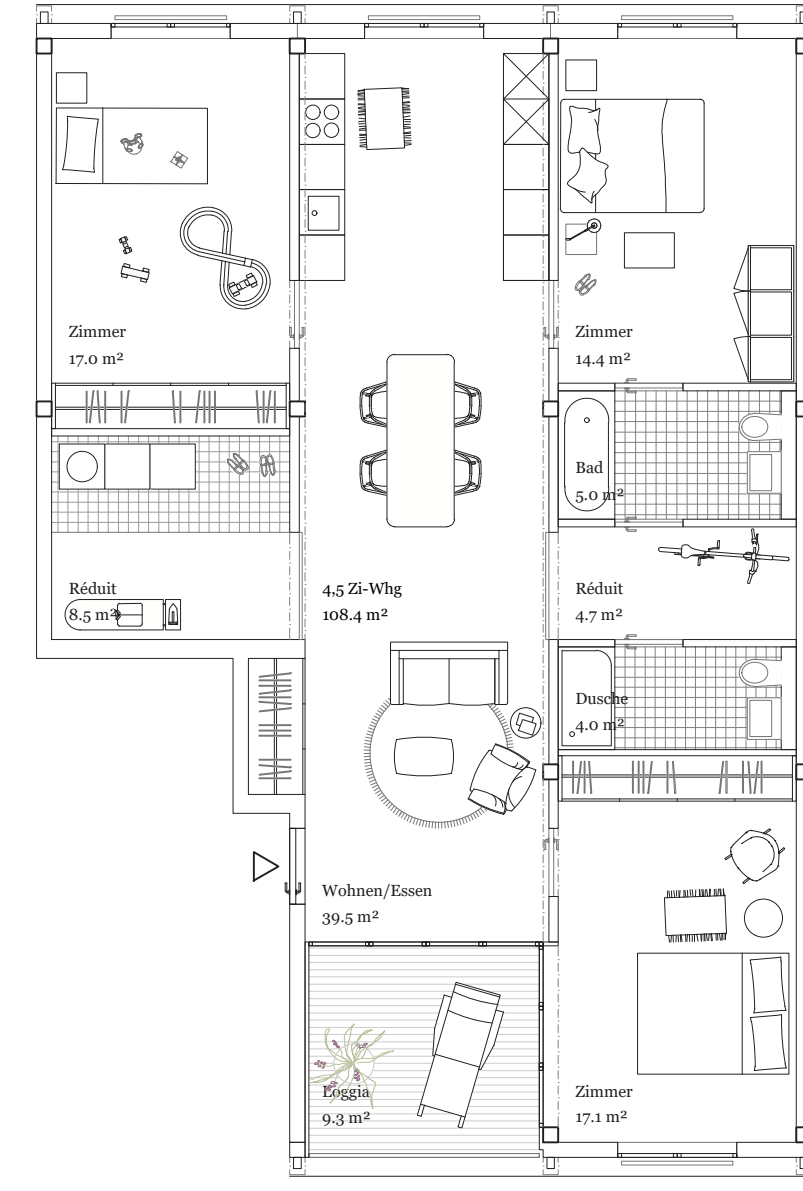 Zimmer
17.0 m²
Zimmer
14.4 m²
Bad
5.0 m²
Réduit
8.5 m²
4,5 Zi-Whg
108.4 m²
Réduit
4.7 m²
Dusche
4.0 m²
Wohnen/Essen
39.5 m²
Loggia
9.3 m²
Zimmer
17.1 m²